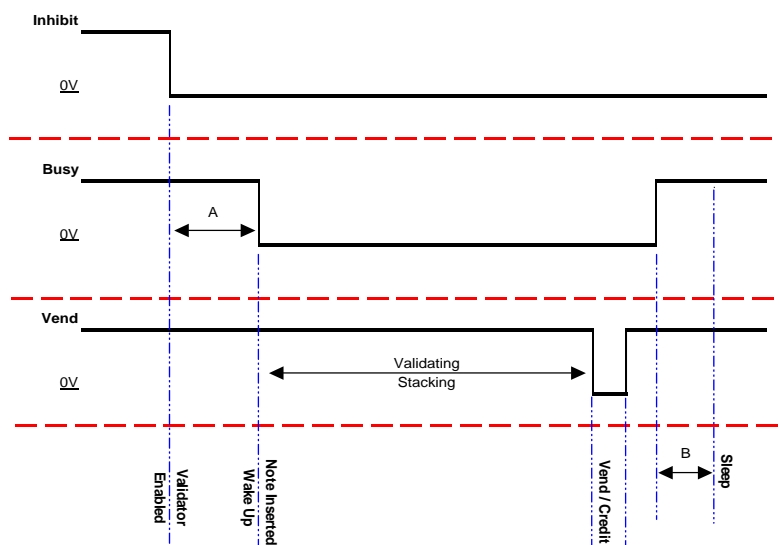 Inhibit
0V
Busy
A
0V
Vend
Validating
Stacking
0V
Validator
Enabled
Note Inserted
Wake Up
Vend / Credit
B
Sleep